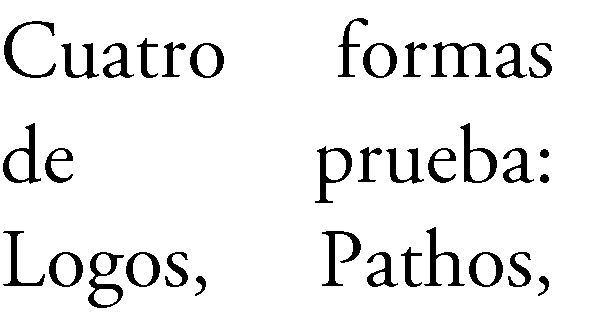 Cuatro formas
de prueba:
Logos, Pathos,